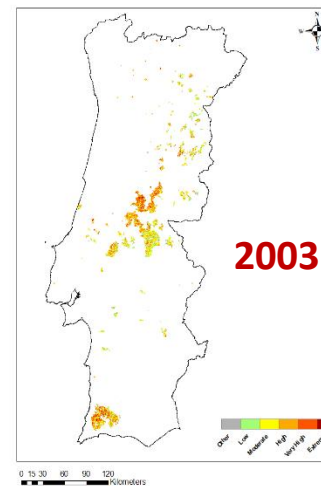 N
W
S
2003
Other
Low
Moderate
High
Very High
0 15 30 60 90 120
Kilometers